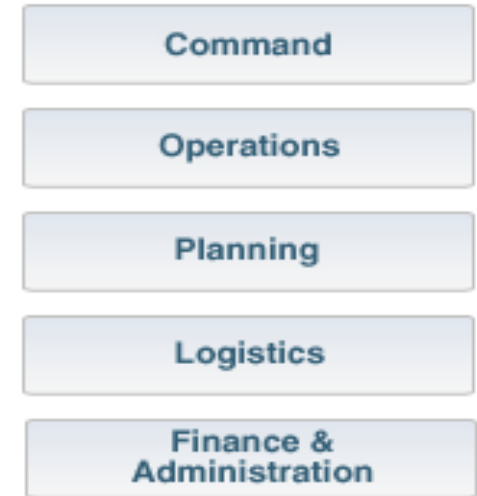 Command
Operations
Planning
Logistics
Finance &
Administration